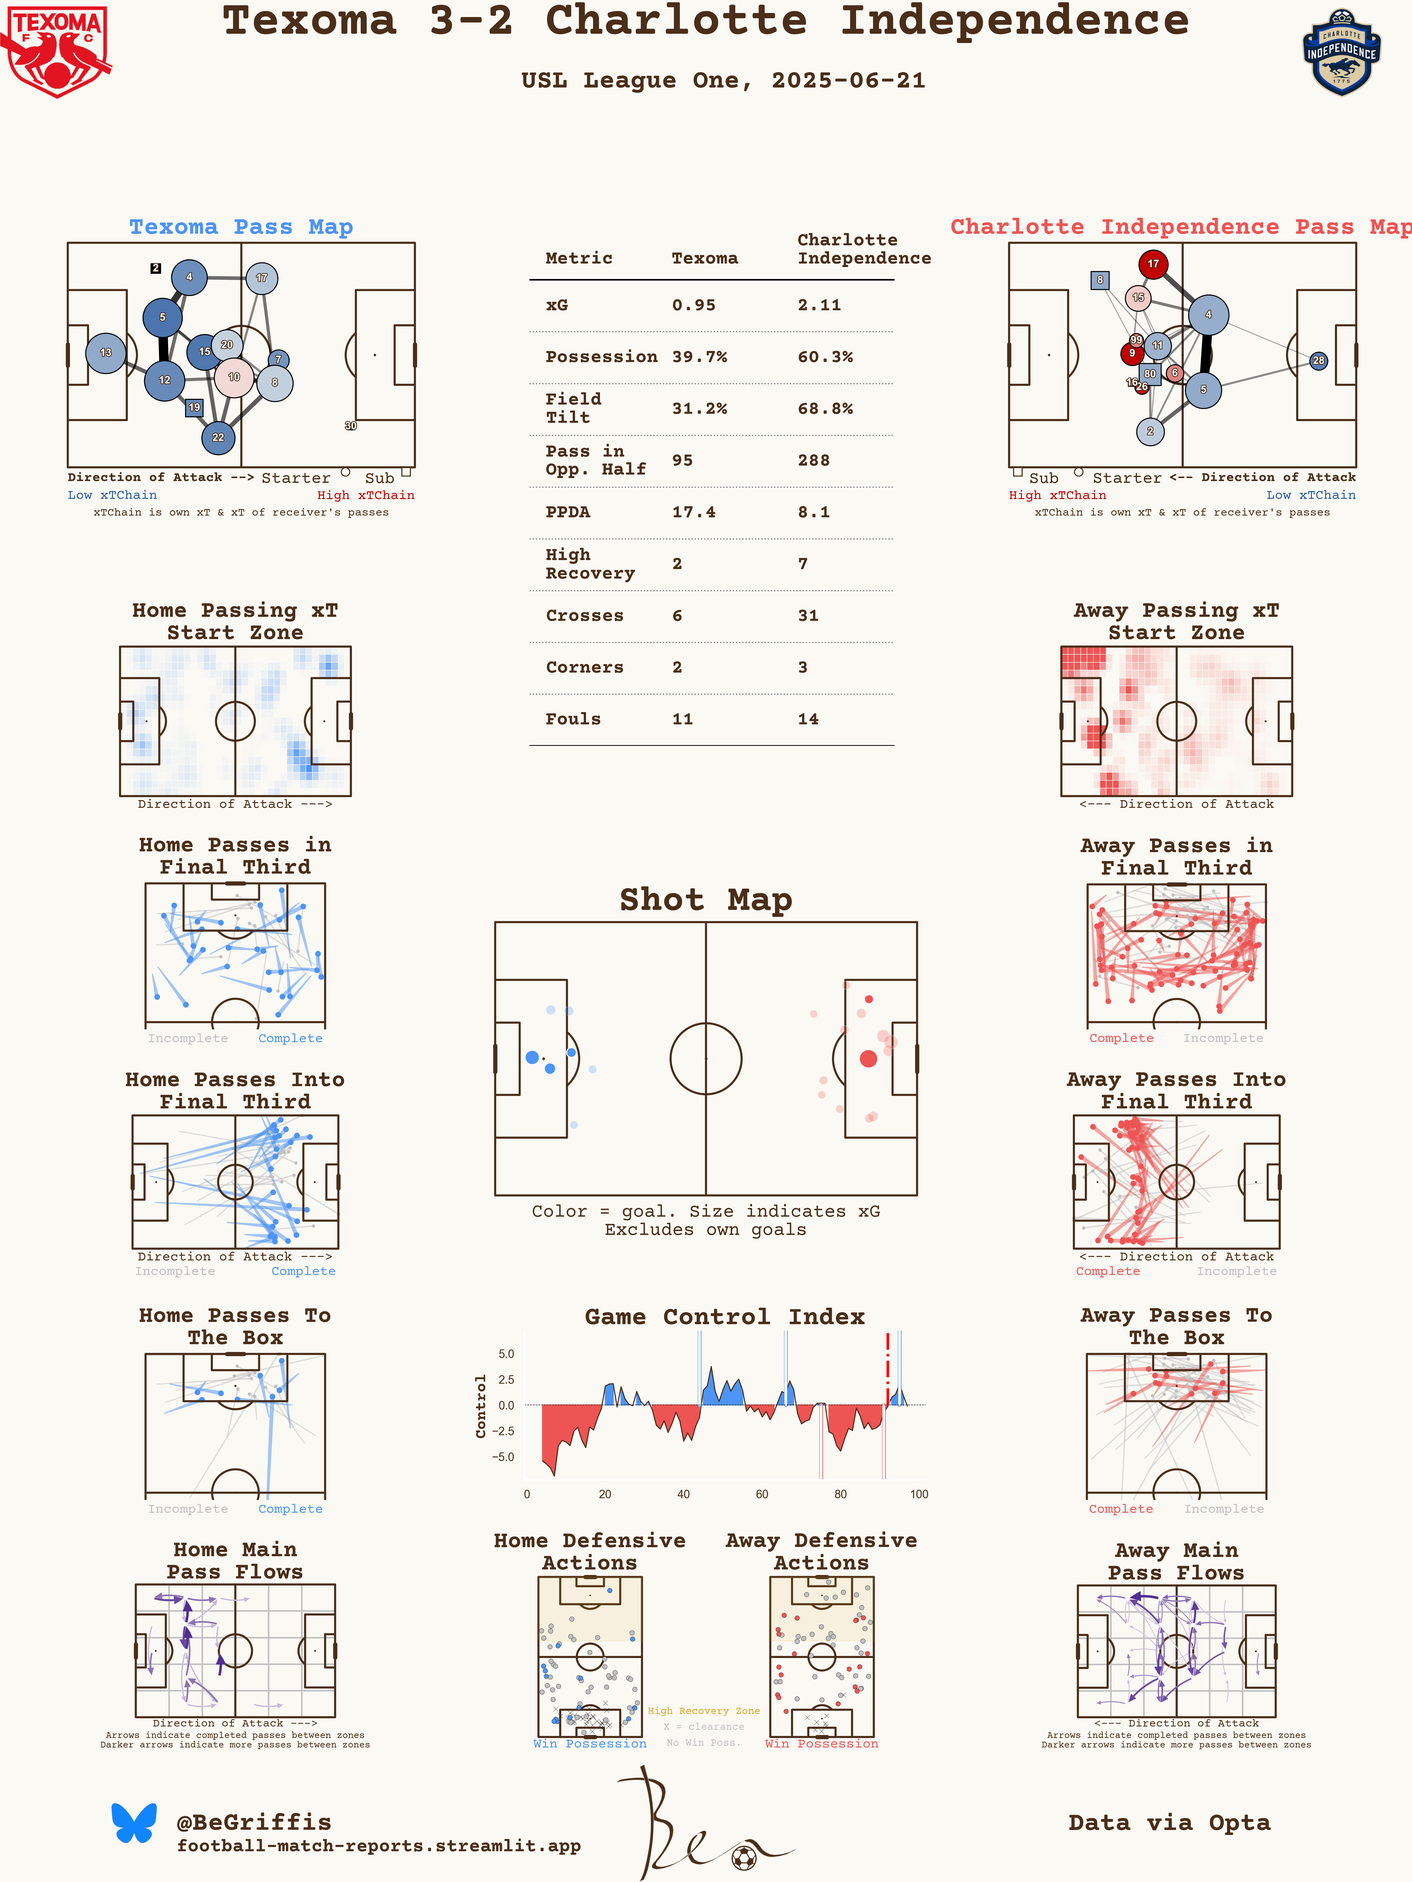 Texoma 3-2 Charlotte Independence
USL League One, 2025-06-21
TEXOMA
F C
CHARLOTTE
INDEPENDENCE
1775
Texoma Pass Map
2
4
17
5
13
15
20
7
12
10
8
19
22
30
Direction of Attack --> Starter Sub
Low xTChain High xTChain
xTChain is own xT & xT of receiver's passes
Metric Texoma Charlotte Independence
xG 0.95 2.11
Possession 39.7% 60.3%
Field Tilt 31.2% 68.8%
Pass in Opp. Half 95 288
PPDA 17.4 8.1
High Recovery 2 7
Crosses 6 31
Corners 2 3
Fouls 11 14
Charlotte Independence Pass Map
17
8
15
4
99
11
9
28
80
6
16
26
5
2
Sub Starter <-- Direction of Attack
High xTChain Low xTChain
xTChain is own xT & xT of receiver's passes
Home Passing xT
Start Zone
Direction of Attack --->
Away Passing xT
Start Zone
<--- Direction of Attack
Home Passes in
Final Third
Incomplete Complete
Away Passes in
Final Third
Complete Incomplete
Shot Map
Color = goal. Size indicates xG
Excludes own goals
Home Passes Into
Final Third
Direction of Attack --->
Incomplete Complete
Away Passes Into
Final Third
<--- Direction of Attack
Complete Incomplete
Home Passes To
The Box
Incomplete Complete
Game Control Index
Control
5.0
2.5
0.0
−2.5
−5.0
0 20 40 60 80 100
Away Passes To
The Box
Complete Incomplete
Home Main
Pass Flows
Direction of Attack --->
Arrows indicate completed passes between zones
Darker arrows indicate more passes between zones
Home Defensive
Actions
Win Possession
Away Defensive
Actions
Win Possession
High Recovery Zone
X = clearance
No Win Poss.
Away Main
Pass Flows
<--- Direction of Attack
Arrows indicate completed passes between zones
Darker arrows indicate more passes between zones
@BeGriffis
football-match-reports.streamlit.app
Ben
Data via Opta